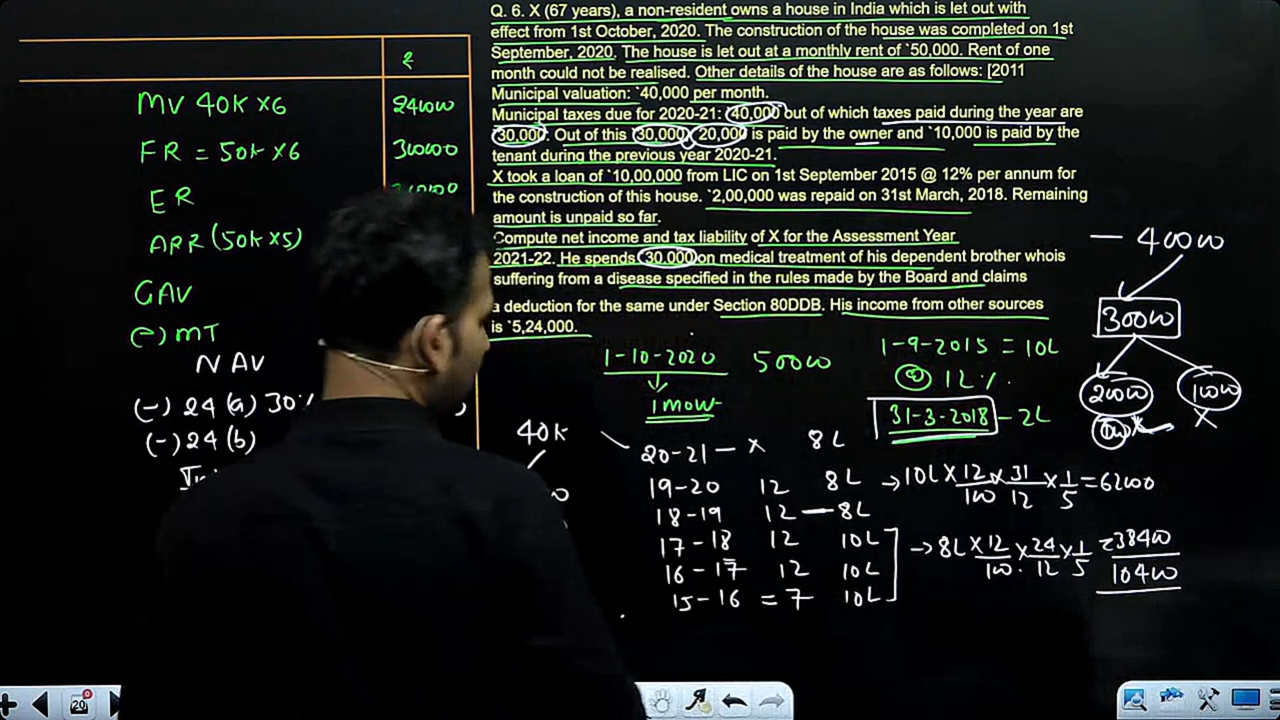 Q. 6. X (67 years), a non-resident owns a house in India which is let out with
effect from 1st October, 2020. The construction of the house was completed on 1st
September, 2020. The house is let out at a monthly rent of `50,000. Rent of one
month could not be realised. Other details of the house are as follows: [2011
Municipal valuation: `40,000 per month.
Municipal taxes due for 2020-21: `40,000 out of which taxes paid during the year are
30,000. Out of this 30,000, `20,000 is paid by the owner and `10,000 is paid by the
tenant during the previous year 2020-21.
X took a loan of `10,00,000 from LIC on 1st September 2015 @ 12% per annum for
the construction of this house. `2,00,000 was repaid on 31st March, 2018. Remaining
amount is unpaid so far.
Compute net income and tax liability of X for the Assessment Year
2021-22. He spends `30,000 on medical treatment of his dependent brother whois
suffering from a disease specified in the rules made by the Board and claims
a deduction for the same under Section 80DDB. His income from other sources
is `5,24,000.
₹
MV 40K x 6 240000
FR = 50K x 6 300000
ER
ARR (50K x 5)
GAV
(-) MT
NAV
(-) 24 (a) 30%
(-) 24 (b)
40K
1-10-2020 50000
1 mow
1-9-2015 = 10L
@ 12%.
31-3-2018 - 2L
- 40000
30000
20000 10000
x
20-21 - x 8L
19-20 12 8L
18-19 12 - 8L
17-18 12 10L
16-17 12 10L
15-16 = 7 10L
→ 10L x 12/100 x 31/12 x 1/5 = 62000
→ 8L x 12/100 x 24/12 x 1/5 = 38400
10400
20